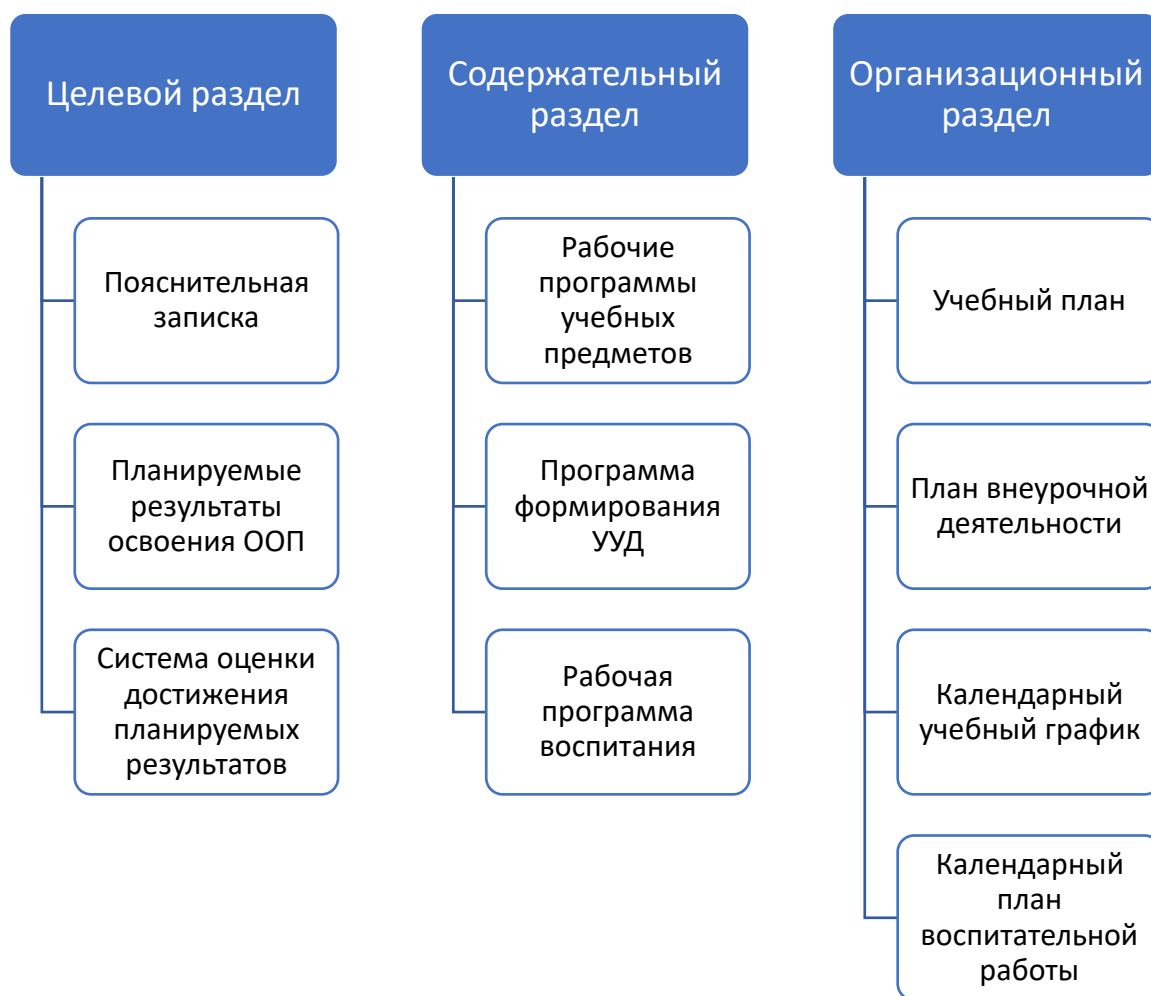 Целевой раздел
Пояснительная
записка
Планируемые
результаты
освоения ООП
Система оценки
достижения
планируемых
результатов
Содержательный
раздел
Рабочие
программы
учебных
предметов
Программа
формирования
УУД
Рабочая
программа
воспитания
Организационный
раздел
Учебный план
План внеурочной
деятельности
Календарный
учебный график
Календарный
план
воспитательной
работы